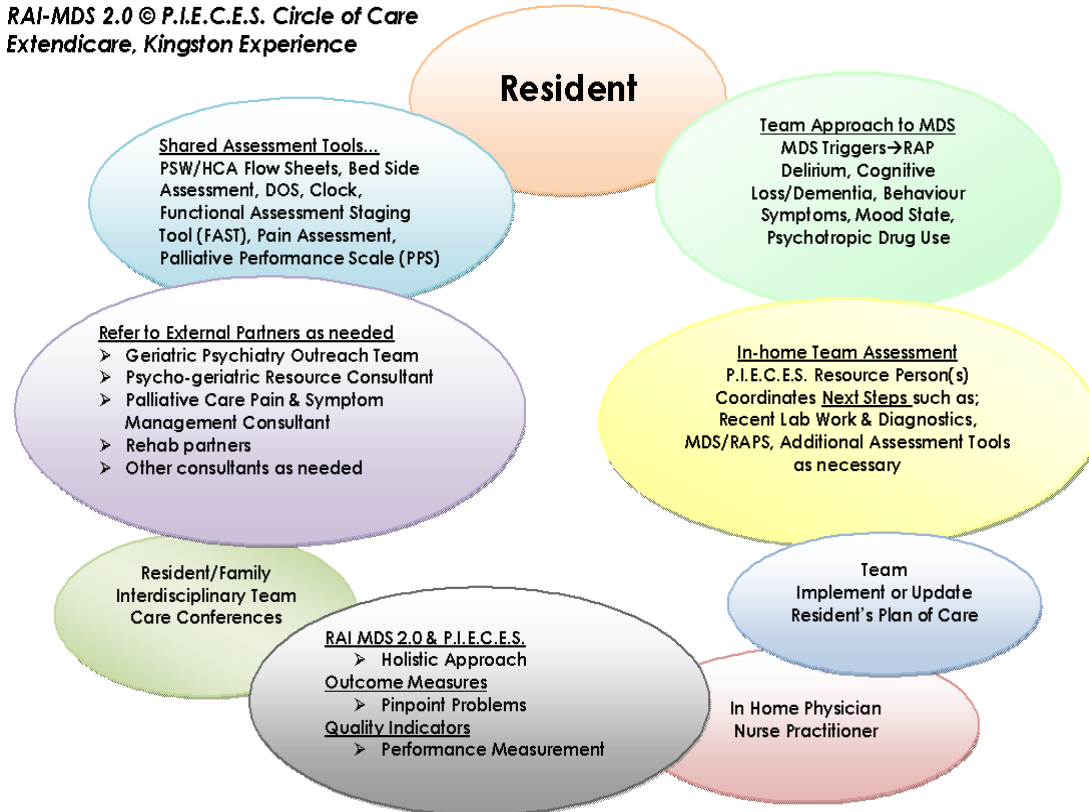 RAI-MDS 2.0 © P.I.E.C.E.S. Circle of Care
Extendicare, Kingston Experience
Resident
Shared Assessment Tools...
PSW/HCA Flow Sheets, Bed Side
Assessment, DOS, Clock,
Functional Assessment Staging
Tool (FAST), Pain Assessment,
Palliative Performance Scale (PPS)
Team Approach to MDS
MDS Triggers→RAP
Delirium, Cognitive
Loss/Dementia, Behaviour
Symptoms, Mood State,
Psychotropic Drug Use
Refer to External Partners as needed
➢ Geriatric Psychiatry Outreach Team
➢ Psycho-geriatric Resource Consultant
➢ Palliative Care Pain & Symptom
Management Consultant
➢ Rehab partners
➢ Other consultants as needed
In-home Team Assessment
P.I.E.C.E.S. Resource Person(s)
Coordinates Next Steps such as;
Recent Lab Work & Diagnostics,
MDS/RAPS, Additional Assessment Tools
as necessary
Resident/Family
Interdisciplinary Team
Care Conferences
Team
Implement or Update
Resident's Plan of Care
RAI MDS 2.0 & P.I.E.C.E.S.
➢ Holistic Approach
Outcome Measures
➢ Pinpoint Problems
Quality Indicators
➢ Performance Measurement
In Home Physician
Nurse Practitioner